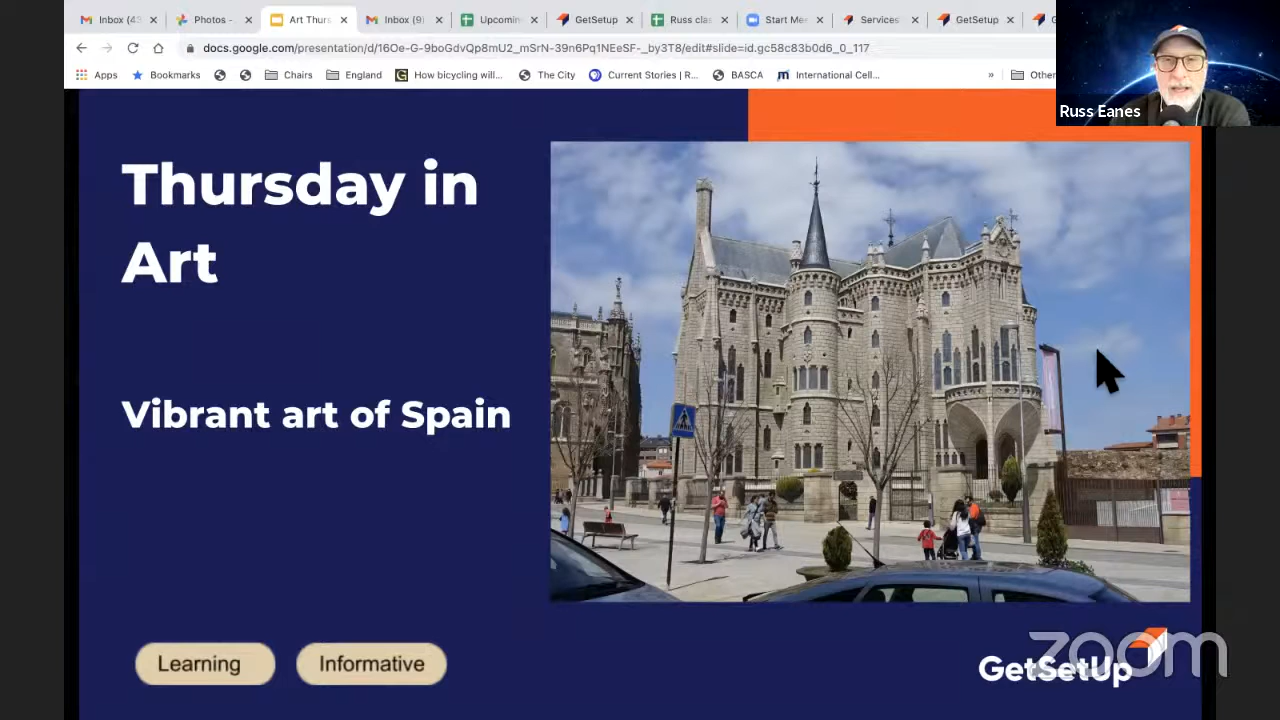 Inbox (43
Photos -
Art Thurs
Inbox (9)
Upcomin
GetSetup
Russ clas
Start Mee
Services
GetSetup
docs.google.com/presentation/d/16Oe-G-9boGdvQp8mU2_mSrN-39n6Pq1NEeSF-_by3T8/edit#slide=id.gc58c83b0d6_0_117
Apps
Bookmarks
Chairs
England
How bicycling will...
The City
Current Stories | R...
BASCA
International Cell...
»
Other
Russ Eanes
Thursday in
Art
Vibrant art of Spain
Learning
Informative
zoom
GetSetUp